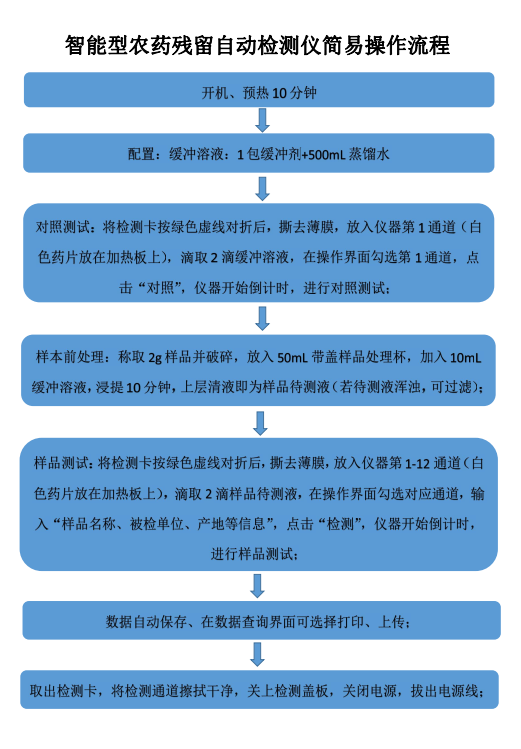 智能型农药残留自动检测仪简易操作流程
开机、预热 10 分钟
配置：缓冲溶液：1 包缓冲剂+500mL 蒸馏水
对照测试：将检测卡按绿色虚线对折后，撕去薄膜，放入仪器第 1 通道（白
色药片放在加热板上），滴取 2 滴缓冲溶液，在操作界面勾选第 1 通道，点
击“对照”，仪器开始倒计时，进行对照测试；
样本前处理：称取 2g 样品并破碎，放入 50mL 带盖样品处理杯，加入 10mL
缓冲溶液，浸提 10 分钟，上层清液即为样品待测液（若待测液浑浊，可过滤）；
样品测试：将检测卡按绿色虚线对折后，撕去薄膜，放入仪器第 1-12 通道（白
色药片放在加热板上），滴取 2 滴样品待测液，在操作界面勾选对应通道，输
入“样品名称、被检单位、产地等信息”，点击“检测”，仪器开始倒计时，
进行样品测试；
数据自动保存、在数据查询界面可选择打印、上传；
取出检测卡，将检测通道擦拭干净，关上检测盖板，关闭电源，拔出电源线；